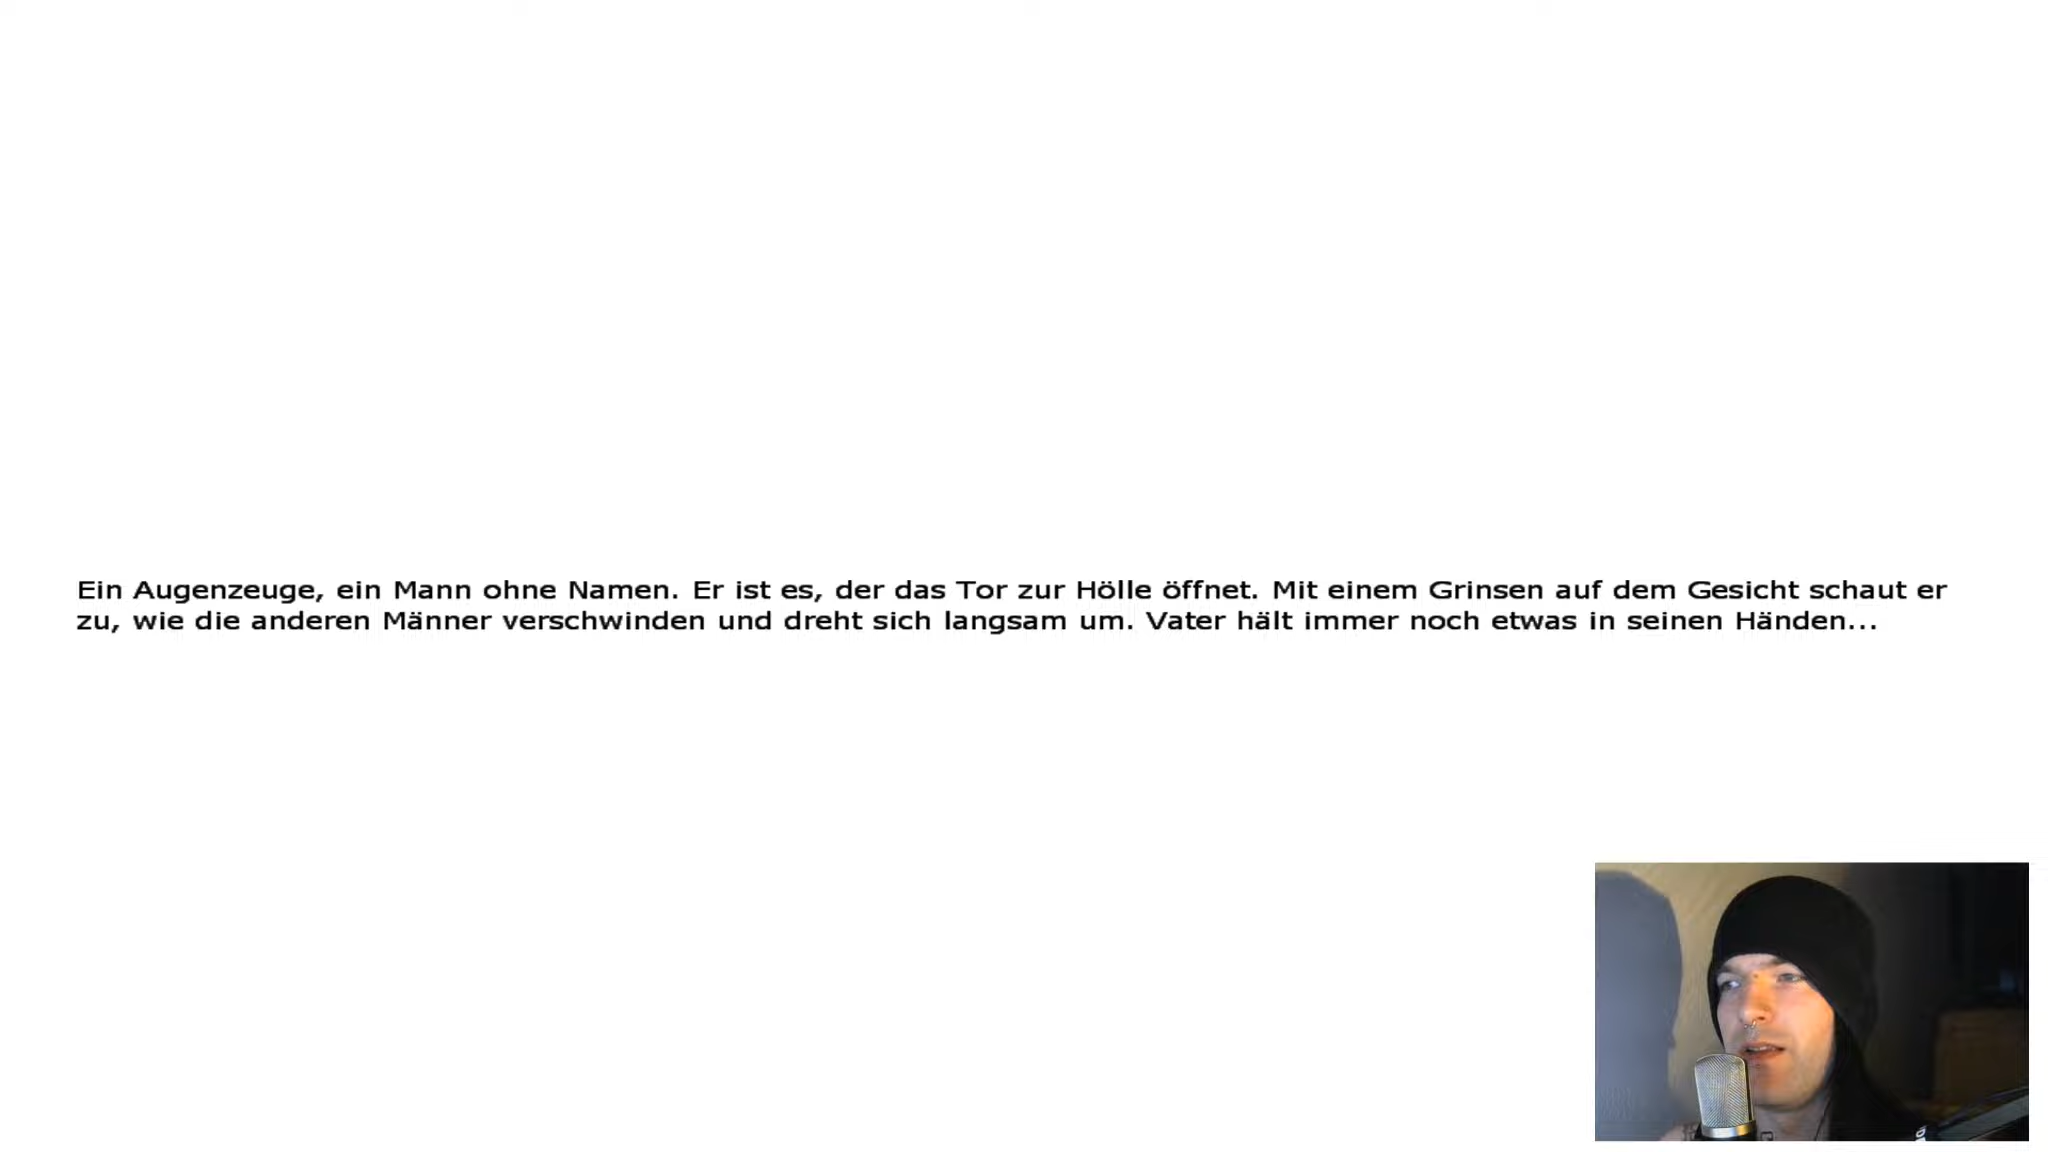 Ein Augenzeuge, ein Mann ohne Namen. Er ist es, der das Tor zur Hölle öffnet. Mit einem Grinsen auf dem Gesicht schaut er
zu, wie die anderen Männer verschwinden und dreht sich langsam um. Vater hält immer noch etwas in seinen Händen...